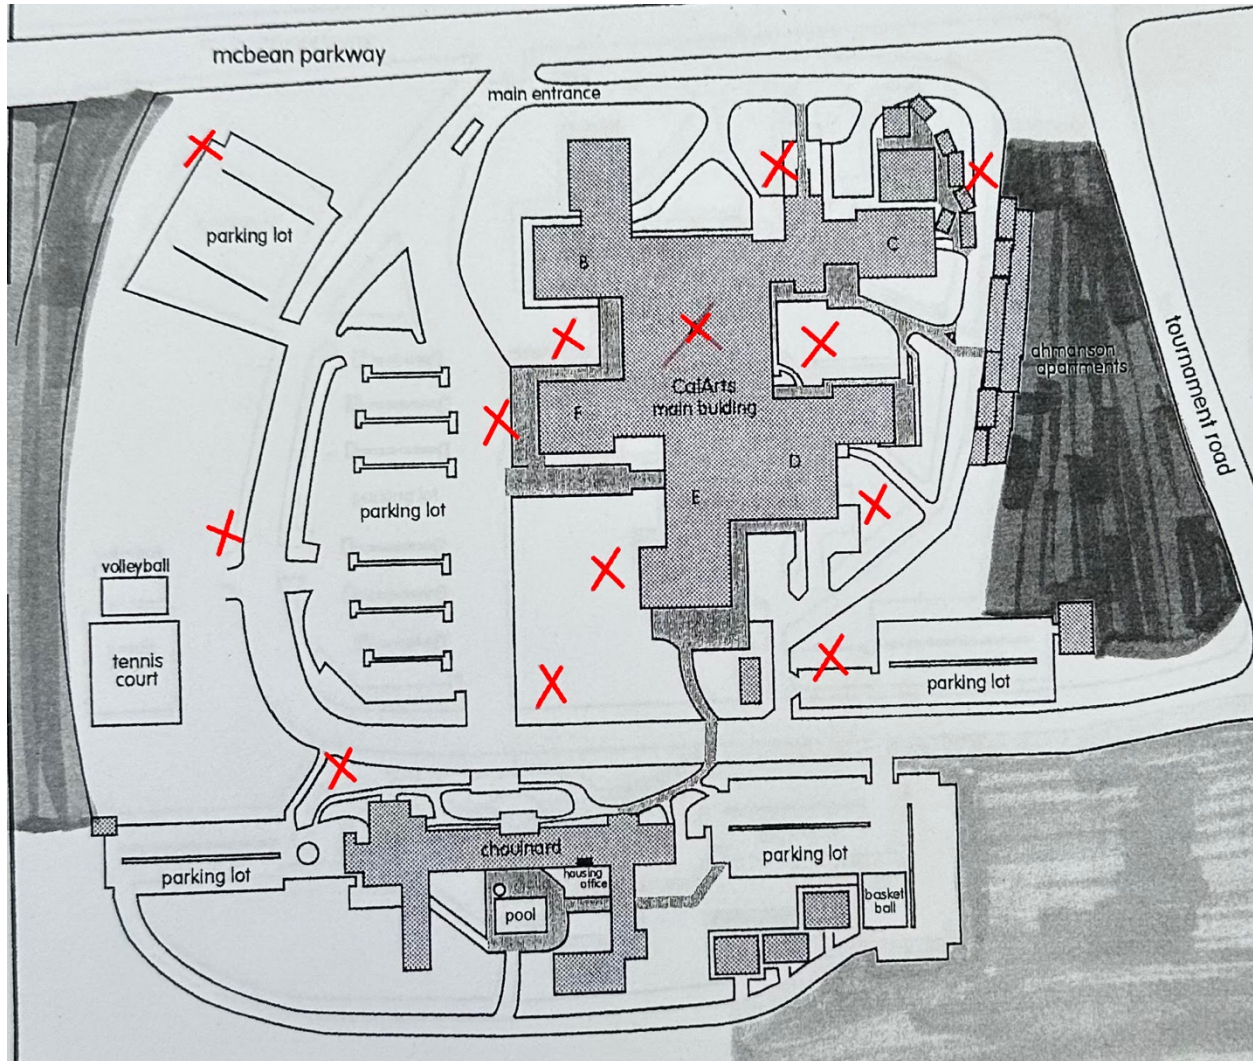 mcbean parkway
main entrance
parking lot
B
C
tournament road
ahmanson
apartments
CalArts
main bulding
F
D
E
parking lot
volleyball
tennis
court
parking lot
chouinard
housing
office
pool
parking lot
parking lot
basket
ball